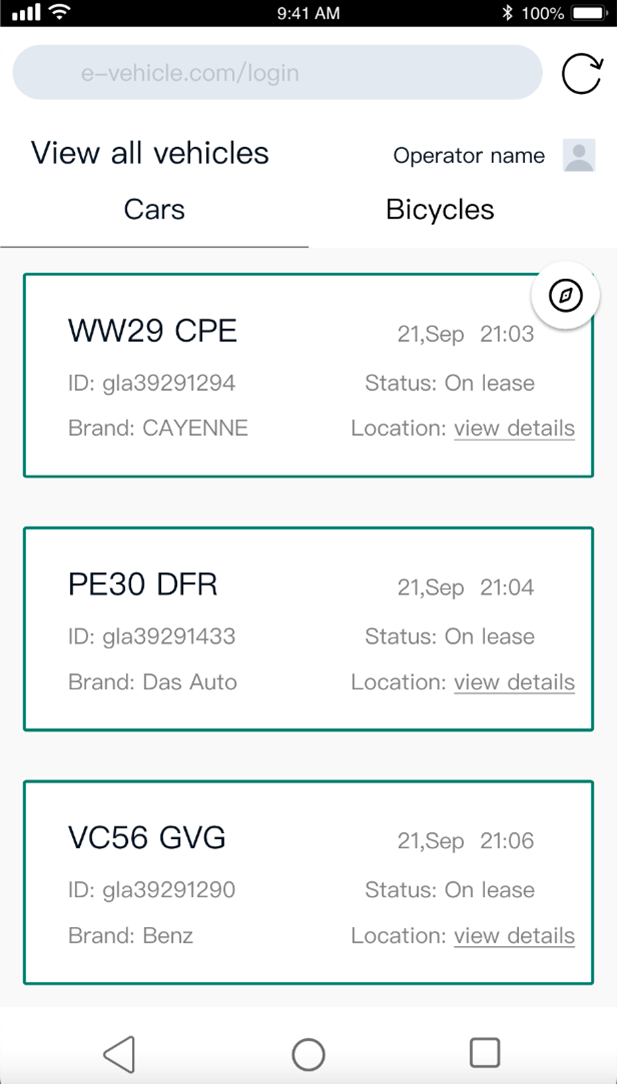 9:41 AM 100%
e-vehicle.com/login
View all vehicles
Operator name
Cars
Bicycles
WW29 CPE
21,Sep 21:03
ID: gla39291294
Status: On lease
Brand: CAYENNE
Location: view details
PE30 DFR
21,Sep 21:04
ID: gla39291433
Status: On lease
Brand: Das Auto
Location: view details
VC56 GVG
21,Sep 21:06
ID: gla39291290
Status: On lease
Brand: Benz
Location: view details